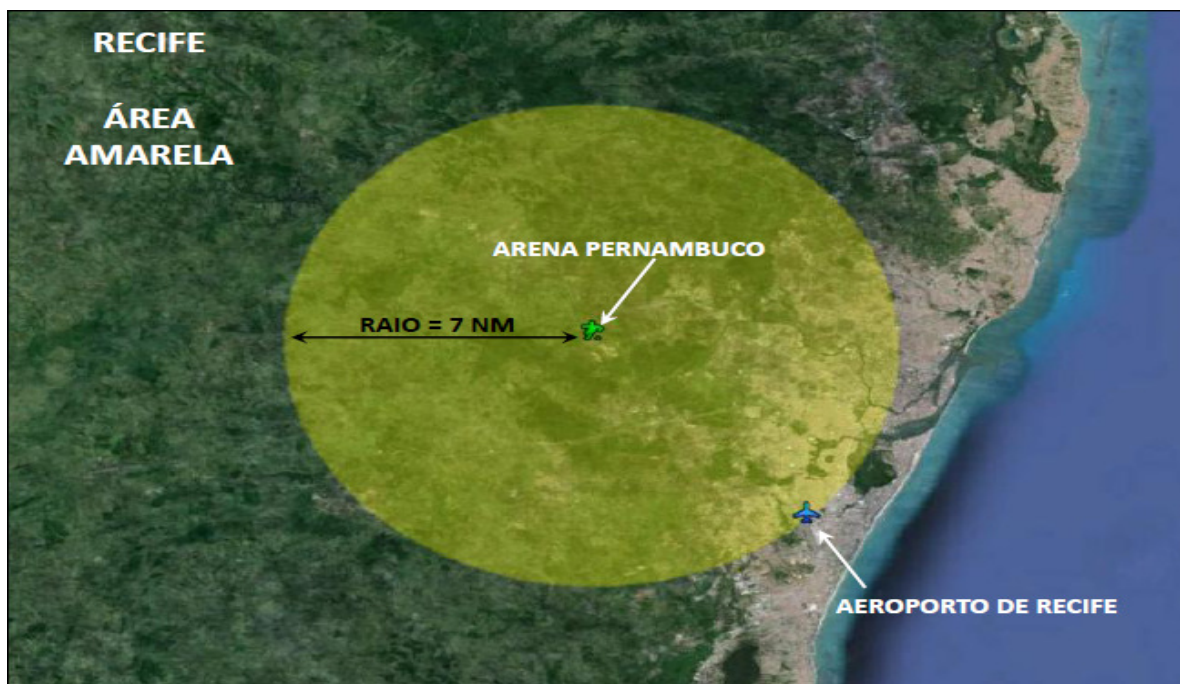 RECIFE
ÁREA
AMARELA
ARENA PERNAMBUCO
RAIO = 7 NM
AEROPORTO DE RECIFE